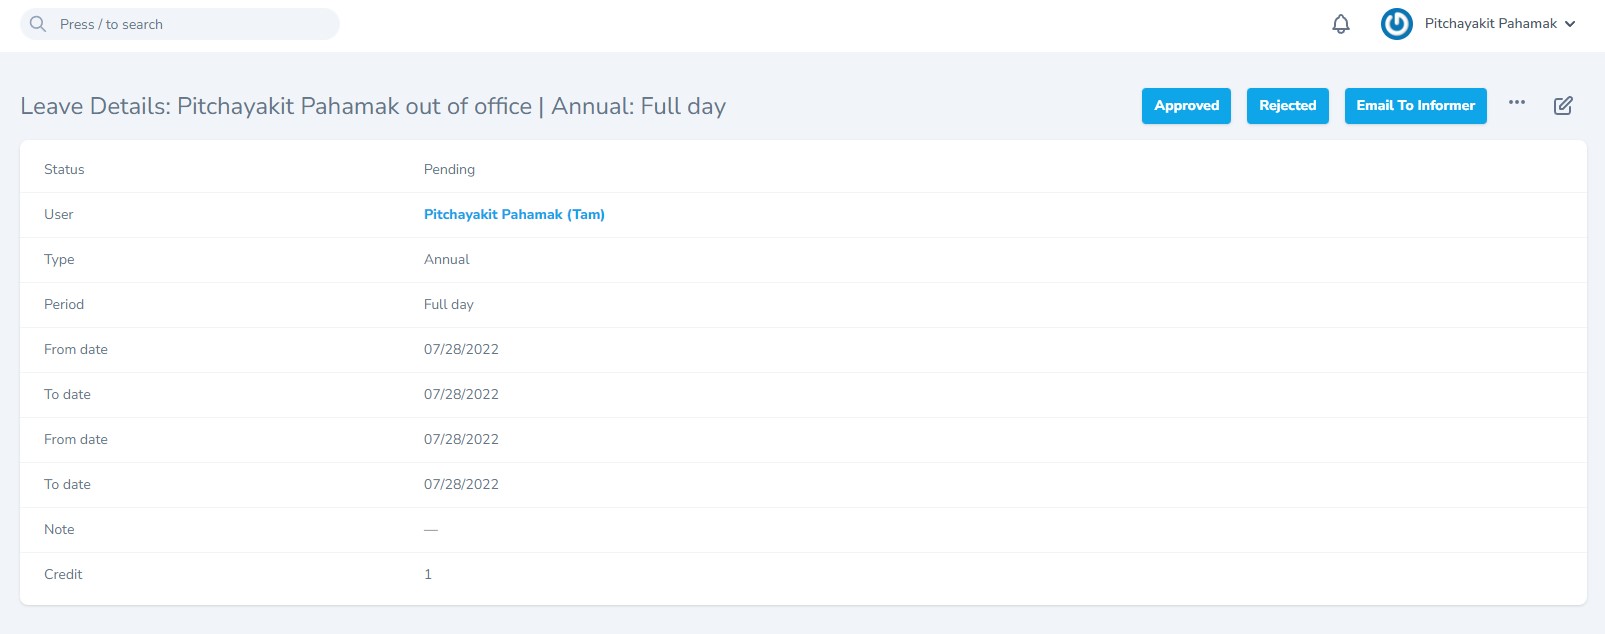 Press / to search
Pitchayakit Pahamak
Leave Details: Pitchayakit Pahamak out of office | Annual: Full day
Approved
Rejected
Email To Informer
Status Pending
User Pitchayakit Pahamak (Tam)
Type Annual
Period Full day
From date 07/28/2022
To date 07/28/2022
From date 07/28/2022
To date 07/28/2022
Note —
Credit 1